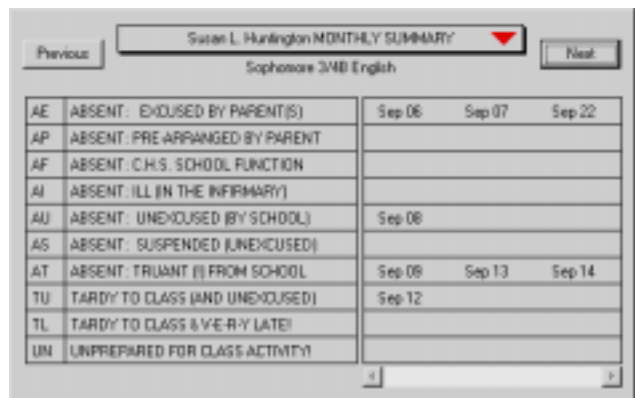 Previous
Susan L. Huntington MONTHLY SUMMARY
Next
Sophomore 3/4B English
AE ABSENT: EXCUSED BY PARENT(S) Sep 06 Sep 07 Sep 22
AP ABSENT: PRE-ARRANGED BY PARENT
AF ABSENT: C.H.S. SCHOOL FUNCTION
AI ABSENT: ILL (IN THE INFIRMARY)
AU ABSENT: UNEXCUSED (BY SCHOOL) Sep 08
AS ABSENT: SUSPENDED (UNEXCUSED)
AT ABSENT: TRUANT (!) FROM SCHOOL Sep 09 Sep 13 Sep 14
TU TARDY TO CLASS (AND UNEXCUSED) Sep 12
TL TARDY TO CLASS & V-E-R-Y LATE!
UN UNPREPARED FOR CLASS ACTIVITY!